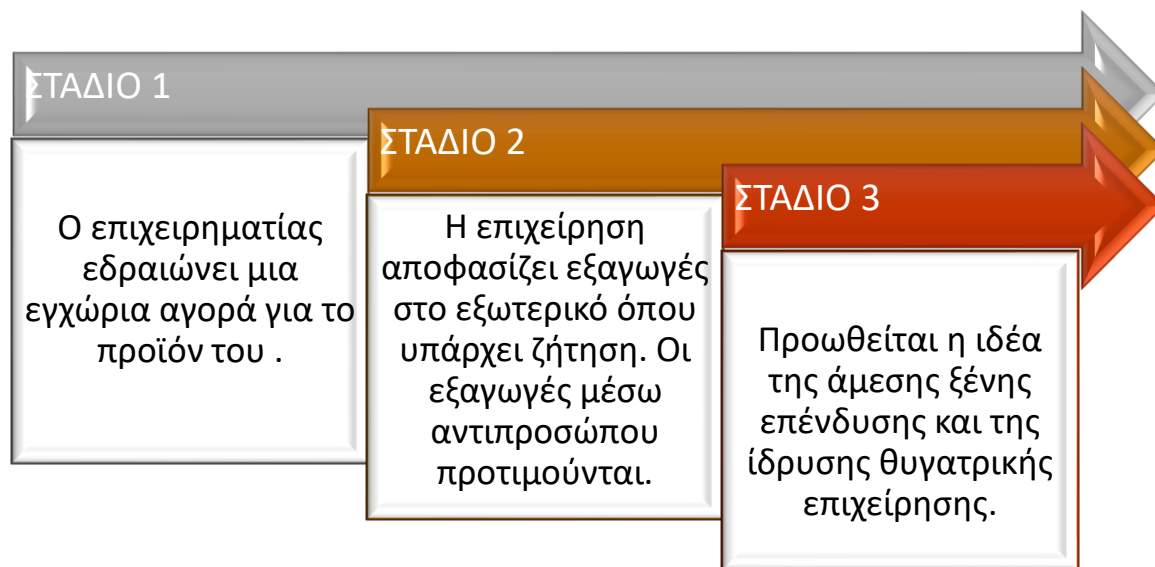 ΣΤΑΔΙΟ 1
Ο επιχειρηματίας
εδραιώνει μια
εγχώρια αγορά για το
προϊόν του .
ΣΤΑΔΙΟ 2
Η επιχείρηση
αποφασίζει εξαγωγές
στο εξωτερικό όπου
υπάρχει ζήτηση. Οι
εξαγωγές μέσω
αντιπροσώπου
προτιμούνται.
ΣΤΑΔΙΟ 3
Προωθείται η ιδέα
της άμεσης ξένης
επένδυσης και της
ίδρυσης θυγατρικής
επιχείρησης.